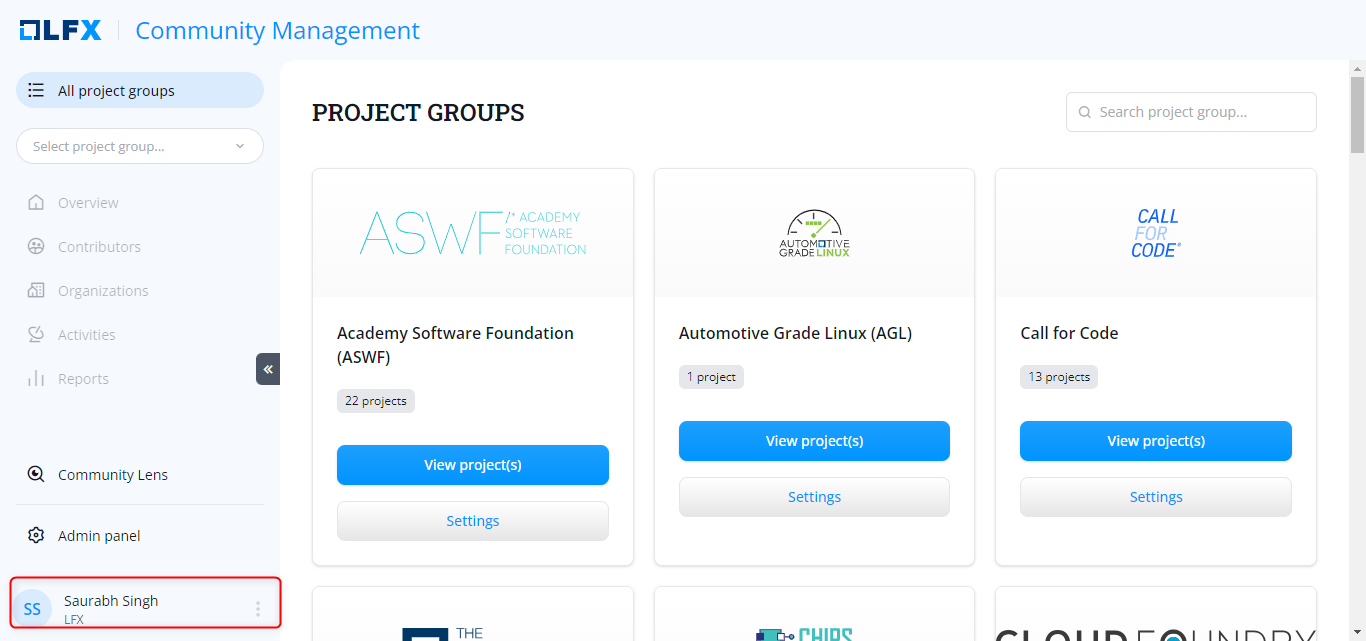 LFX
Community Management
All project groups
Select project group...
Overview
Contributors
Organizations
Activities
Reports
Community Lens
Admin panel
SS
Saurabh Singh
LFX
PROJECT GROUPS
Search project group...
ASWF /* ACADEMY
SOFTWARE
FOUNDATION
Academy Software Foundation
(ASWF)
22 projects
View project(s)
Settings
AUTOMOTIVE
GRADE LINUX
Automotive Grade Linux (AGL)
1 project
View project(s)
Settings
CALL
FOR
CODE®
Call for Code
13 projects
View project(s)
Settings
THE
CHIPS
CLOUD FOUNDRY